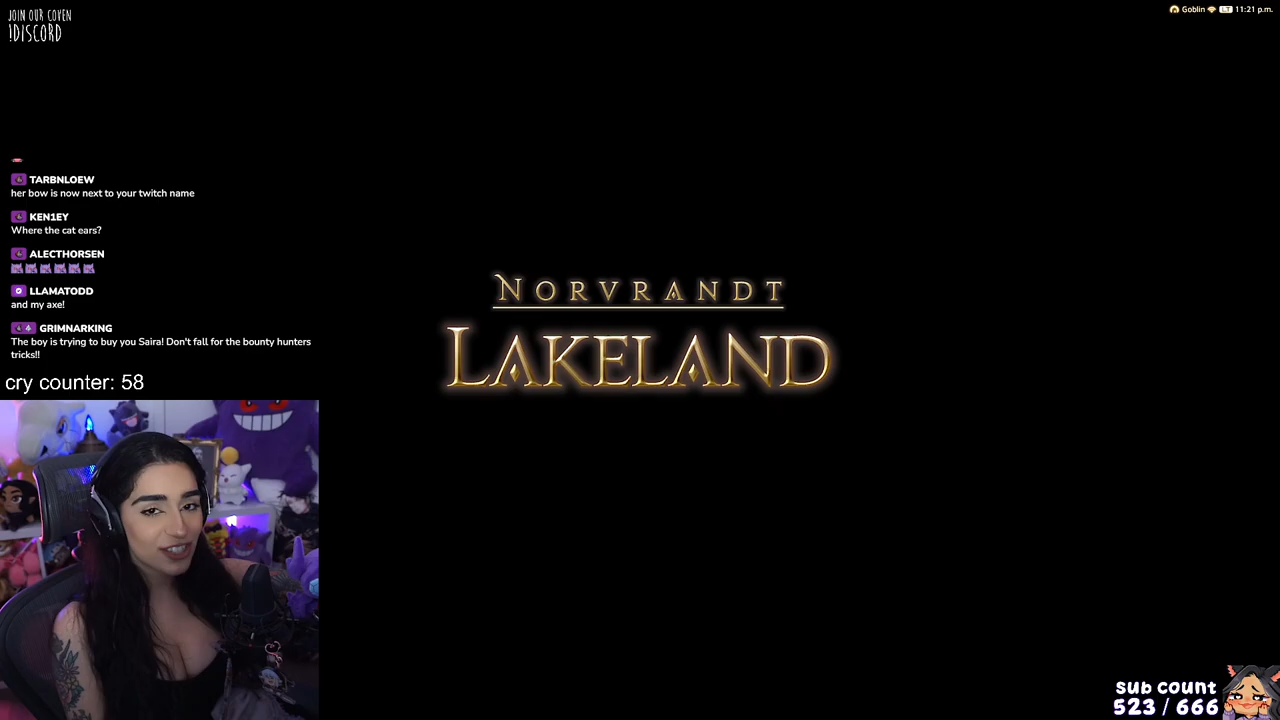 JOIN OUR COVEN
!DISCORD
Goblin LT 11:21 p.m.
TARBNLOEW
her bow is now next to your twitch name
KEN1EY
Where the cat ears?
ALECTHORSEN
LLAMATODD
and my axe!
4 GRIMNARKING
The boy is trying to buy you Saira! Don't fall for the bounty hunters
tricks!!
cry counter: 58
NORVRANDT
LAKELAND
sub count
523 / 666